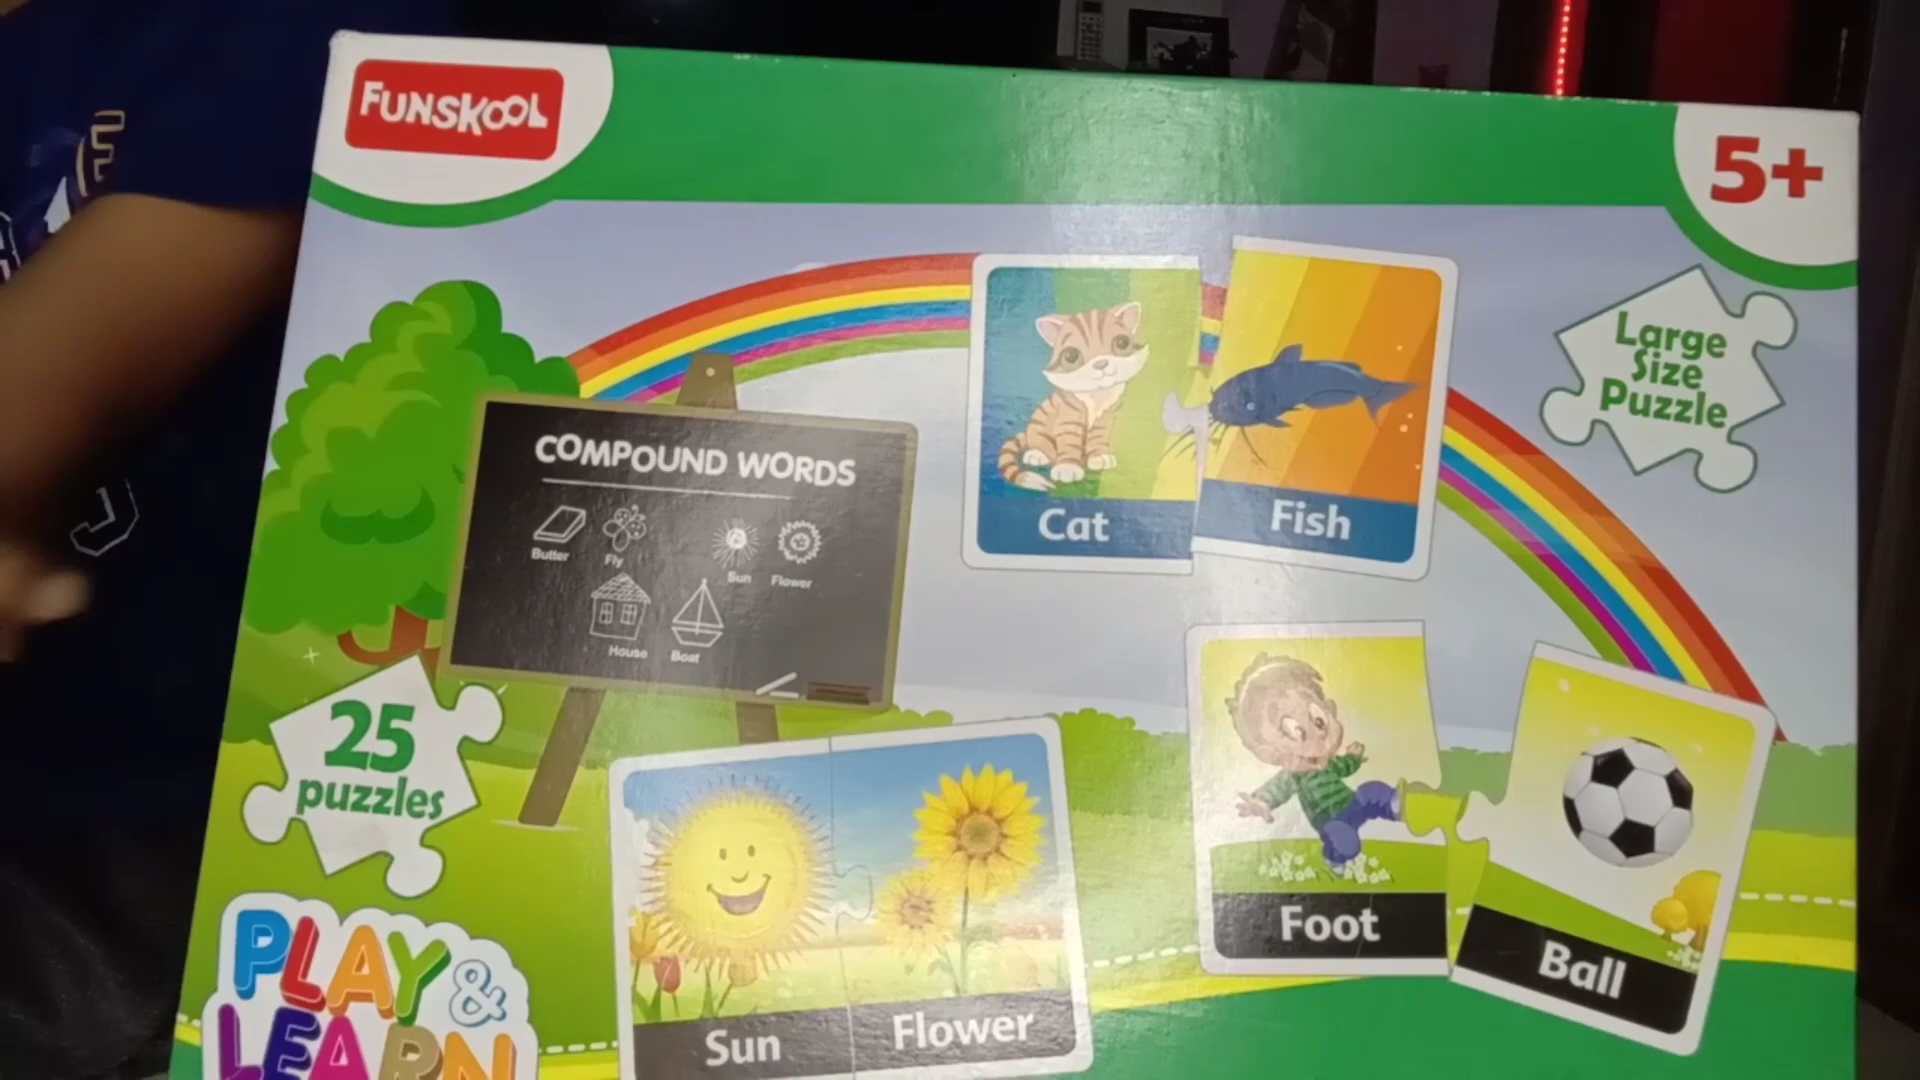 FUNSKOOL
5+
Large
Size
Puzzle
COMPOUND WORDS
Butter Fly Sun Flower
House Boat
Cat Fish
25
puzzles
Foot Ball
Sun Flower
PLAY &
LEARN